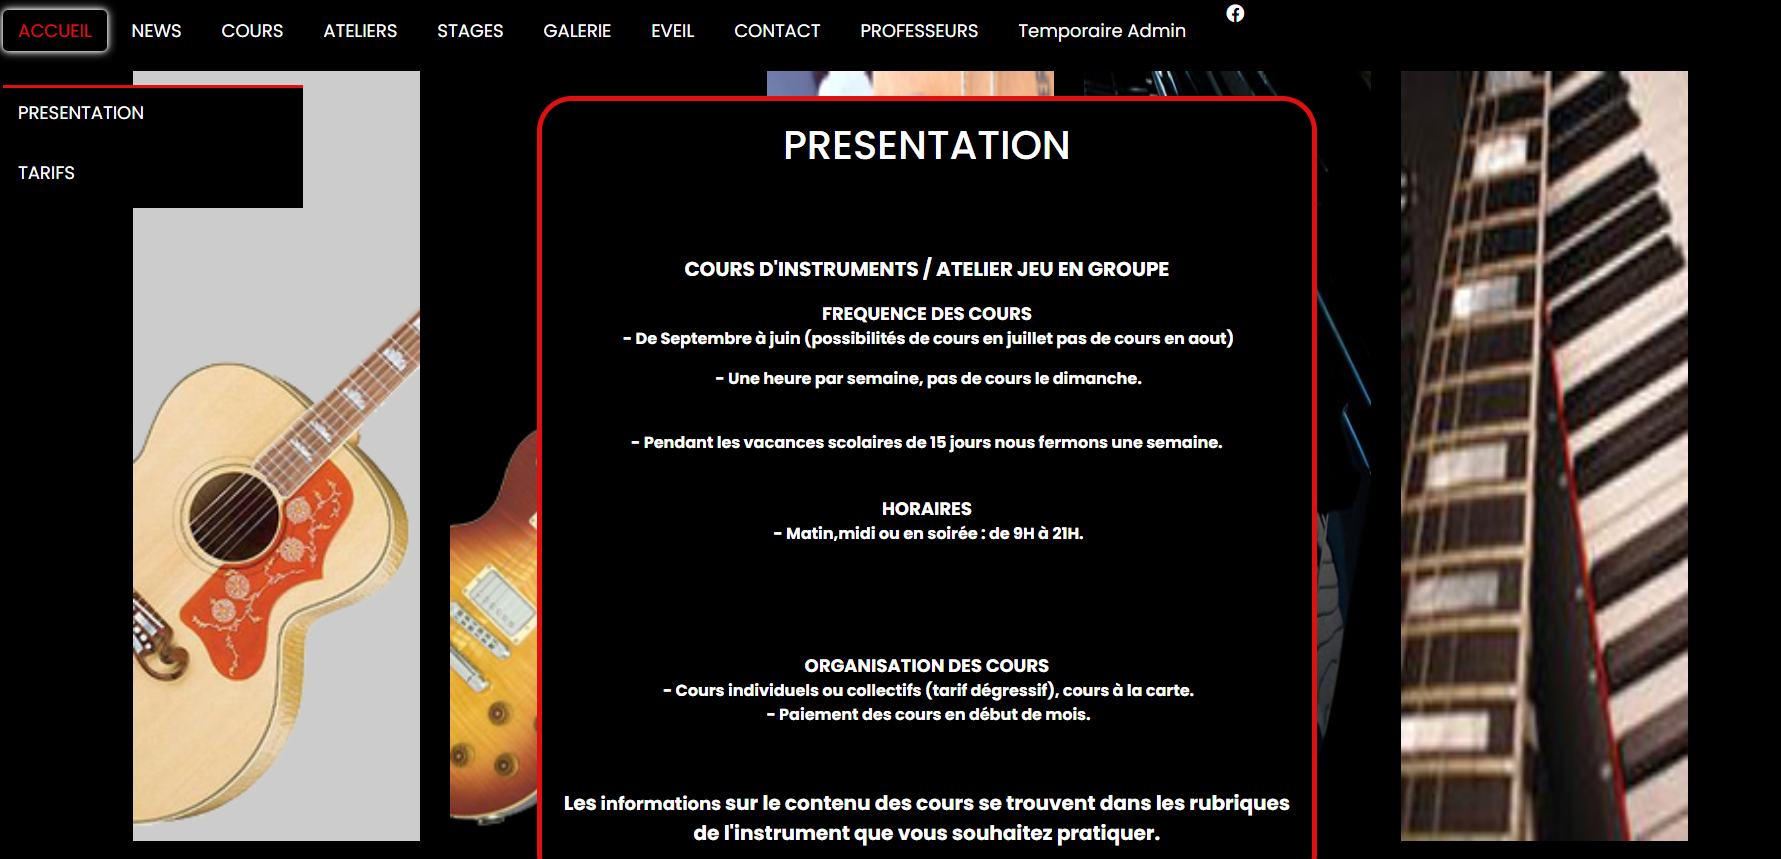 ACCUEIL NEWS COURS ATELIERS STAGES GALERIE EVEIL CONTACT PROFESSEURS Temporaire Admin
PRESENTATION
TARIFS
PRESENTATION
COURS D'INSTRUMENTS / ATELIER JEU EN GROUPE
FREQUENCE DES COURS
- De Septembre à juin (possibilités de cours en juillet pas de cours en aout)
- Une heure par semaine, pas de cours le dimanche.
- Pendant les vacances scolaires de 15 jours nous fermons une semaine.
HORAIRES
- Matin,midi ou en soirée : de 9H à 21H.
ORGANISATION DES COURS
- Cours individuels ou collectifs (tarif dégressif), cours à la carte.
- Paiement des cours en début de mois.
Les informations sur le contenu des cours se trouvent dans les rubriques
de l'instrument que vous souhaitez pratiquer.